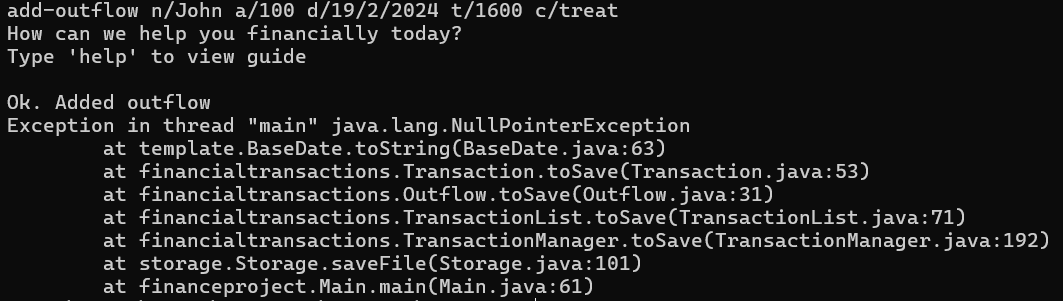 add-outflow n/John a/100 d/19/2/2024 t/1600 c/treat
How can we help you financially today?
Type 'help' to view guide
Ok. Added outflow
Exception in thread "main" java.lang.NullPointerException
at template.BaseDate.toString(BaseDate.java:63)
at financialtransactions.Transaction.toSave(Transaction.java:53)
at financialtransactions.Outflow.toSave(Outflow.java:31)
at financialtransactions.TransactionList.toSave(TransactionList.java:71)
at financialtransactions.TransactionManager.toSave(TransactionManager.java:192)
at storage.Storage.saveFile(Storage.java:101)
at financeproject.Main.main(Main.java:61)